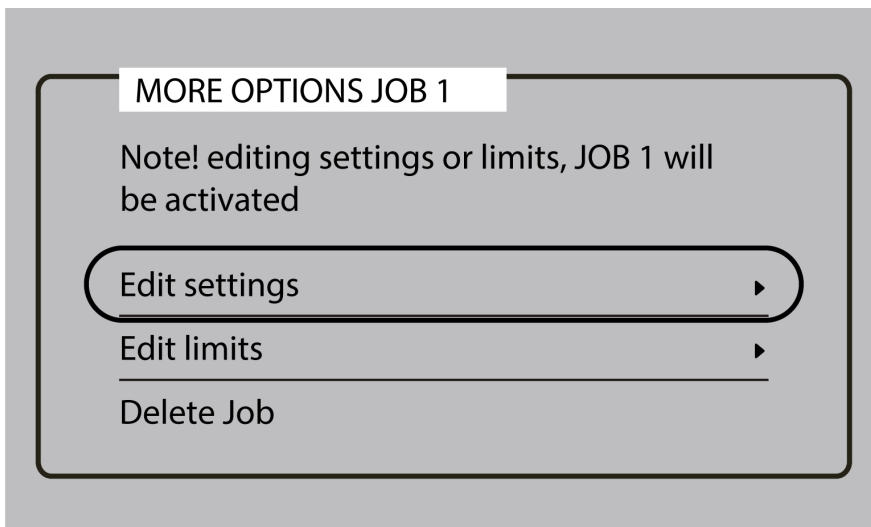 MORE OPTIONS JOB 1
Note! editing settings or limits, JOB 1 will
be activated
Edit settings
Edit limits
Delete Job